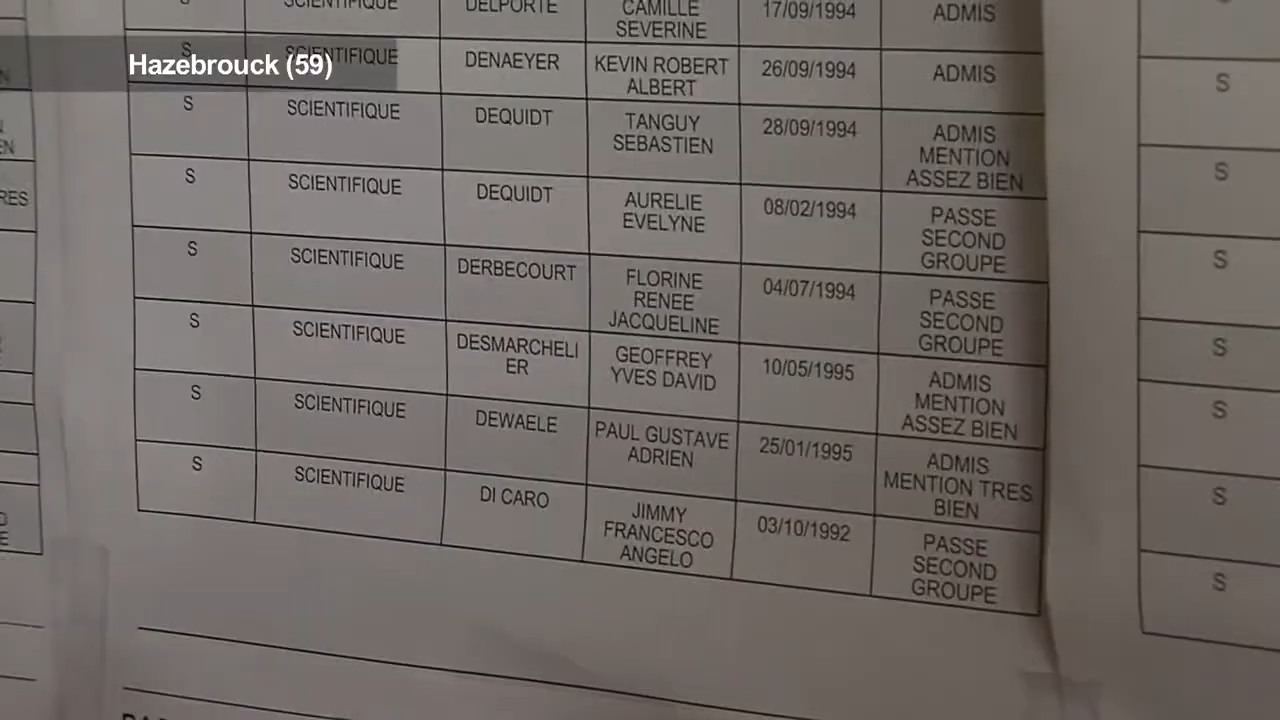 Hazebrouck (59)
SCIENTIFIQUE DELPORTE CAMILLE SEVERINE 17/09/1994 ADMIS
S SCIENTIFIQUE DENAEYER KEVIN ROBERT ALBERT 26/09/1994 ADMIS
S SCIENTIFIQUE DEQUIDT TANGUY SEBASTIEN 28/09/1994 ADMIS MENTION ASSEZ BIEN
S SCIENTIFIQUE DEQUIDT AURELIE EVELYNE 08/02/1994 PASSE SECOND GROUPE
S SCIENTIFIQUE DERBECOURT FLORINE RENEE JACQUELINE 04/07/1994 PASSE SECOND GROUPE
S SCIENTIFIQUE DESMARCHELI ER GEOFFREY YVES DAVID 10/05/1995 ADMIS MENTION ASSEZ BIEN
S SCIENTIFIQUE DEWAELE PAUL GUSTAVE ADRIEN 25/01/1995 ADMIS MENTION TRES BIEN
S SCIENTIFIQUE DI CARO JIMMY FRANCESCO ANGELO 03/10/1992 PASSE SECOND GROUPE
S
S
S
S
S
S
S